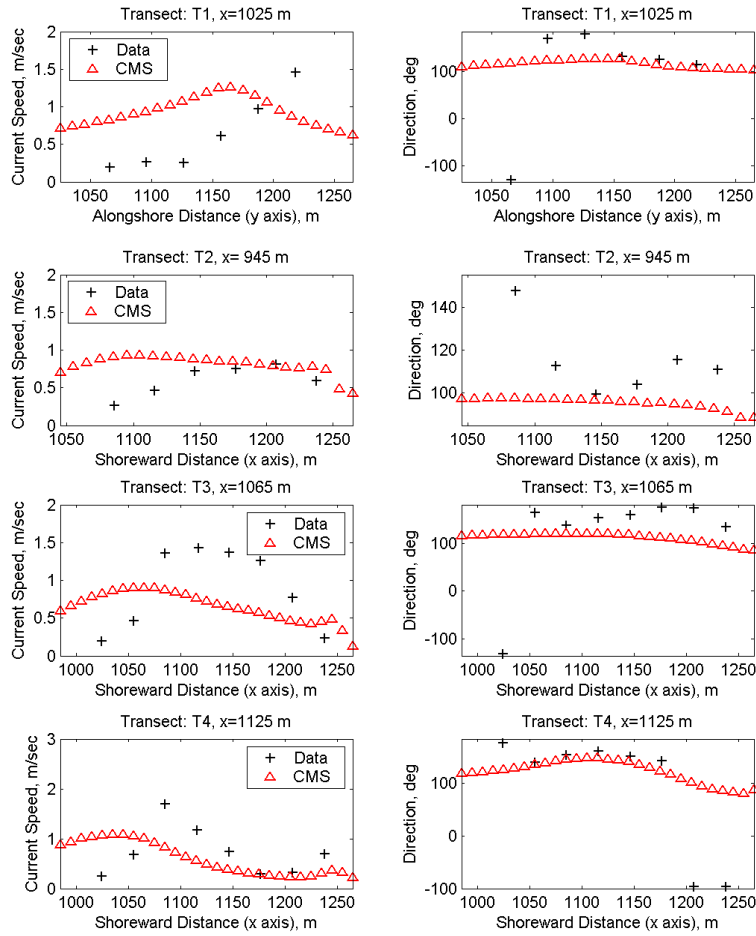 Transect: T1, x=1025 m
Current Speed, m/sec
2
1.5
1
0.5
0
Data
CMS
1050 1100 1150 1200 1250
Alongshore Distance (y axis), m
Transect: T1, x=1025 m
Direction, deg
100
0
-100
1050 1100 1150 1200 1250
Alongshore Distance (y axis), m
Transect: T2, x= 945 m
Current Speed, m/sec
2
1.5
1
0.5
0
Data
CMS
1050 1100 1150 1200 1250
Shoreward Distance (x axis), m
Transect: T2, x= 945 m
Direction, deg
140
120
100
1050 1100 1150 1200 1250
Shoreward Distance (x axis), m
Transect: T3, x=1065 m
Current Speed, m/sec
2
1.5
1
0.5
0
Data
CMS
1000 1050 1100 1150 1200 1250
Shoreward Distance (x axis), m
Transect: T3, x=1065 m
Direction, deg
100
0
-100
1000 1050 1100 1150 1200 1250
Shoreward Distance (x axis), m
Transect: T4, x=1125 m
Current Speed, m/sec
3
2
1
0
Data
CMS
1000 1050 1100 1150 1200 1250
Shoreward Distance (x axis), m
Transect: T4, x=1125 m
Direction, deg
100
0
-100
1000 1050 1100 1150 1200 1250
Shoreward Distance (x axis), m